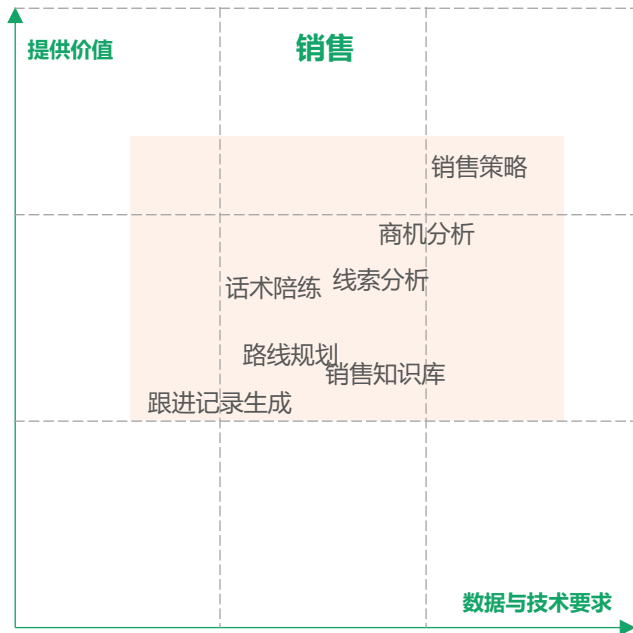 提供价值
销售
销售策略
商机分析
线索分析
话术陪练
路线规划
销售知识库
跟进记录生成
数据与技术要求